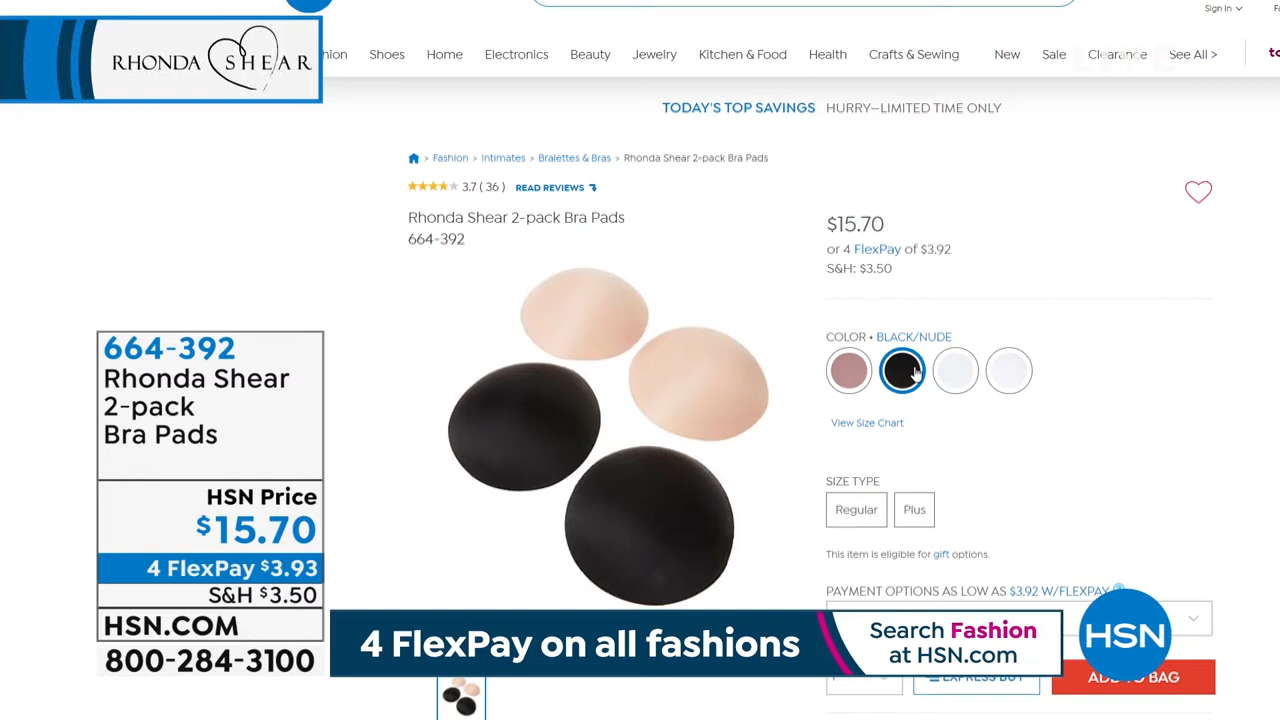 RHONDA SHEAR
Sign In
hion
Shoes
Home
Electronics
Beauty
Jewelry
Kitchen & Food
Health
Crafts & Sewing
New
Sale
Clearance
See All >
TODAY'S TOP SAVINGS HURRY—LIMITED TIME ONLY
> Fashion > Intimates > Bralettes & Bras > Rhonda Shear 2-pack Bra Pads
3.7 ( 36 ) READ REVIEWS
Rhonda Shear 2-pack Bra Pads
664-392
$15.70
or 4 FlexPay of $3.92
S&H: $3.50
COLOR • BLACK/NUDE
View Size Chart
SIZE TYPE
Regular
Plus
This item is eligible for gift options.
PAYMENT OPTIONS AS LOW AS $3.92 W/FLEXPAY
EXPRESS BUY
ADD TO BAG
664-392
Rhonda Shear
2-pack
Bra Pads
HSN Price
$15.70
4 FlexPay $3.93
S&H $3.50
HSN.COM
800-284-3100
4 FlexPay on all fashions
Search Fashion
at HSN.com
HSN